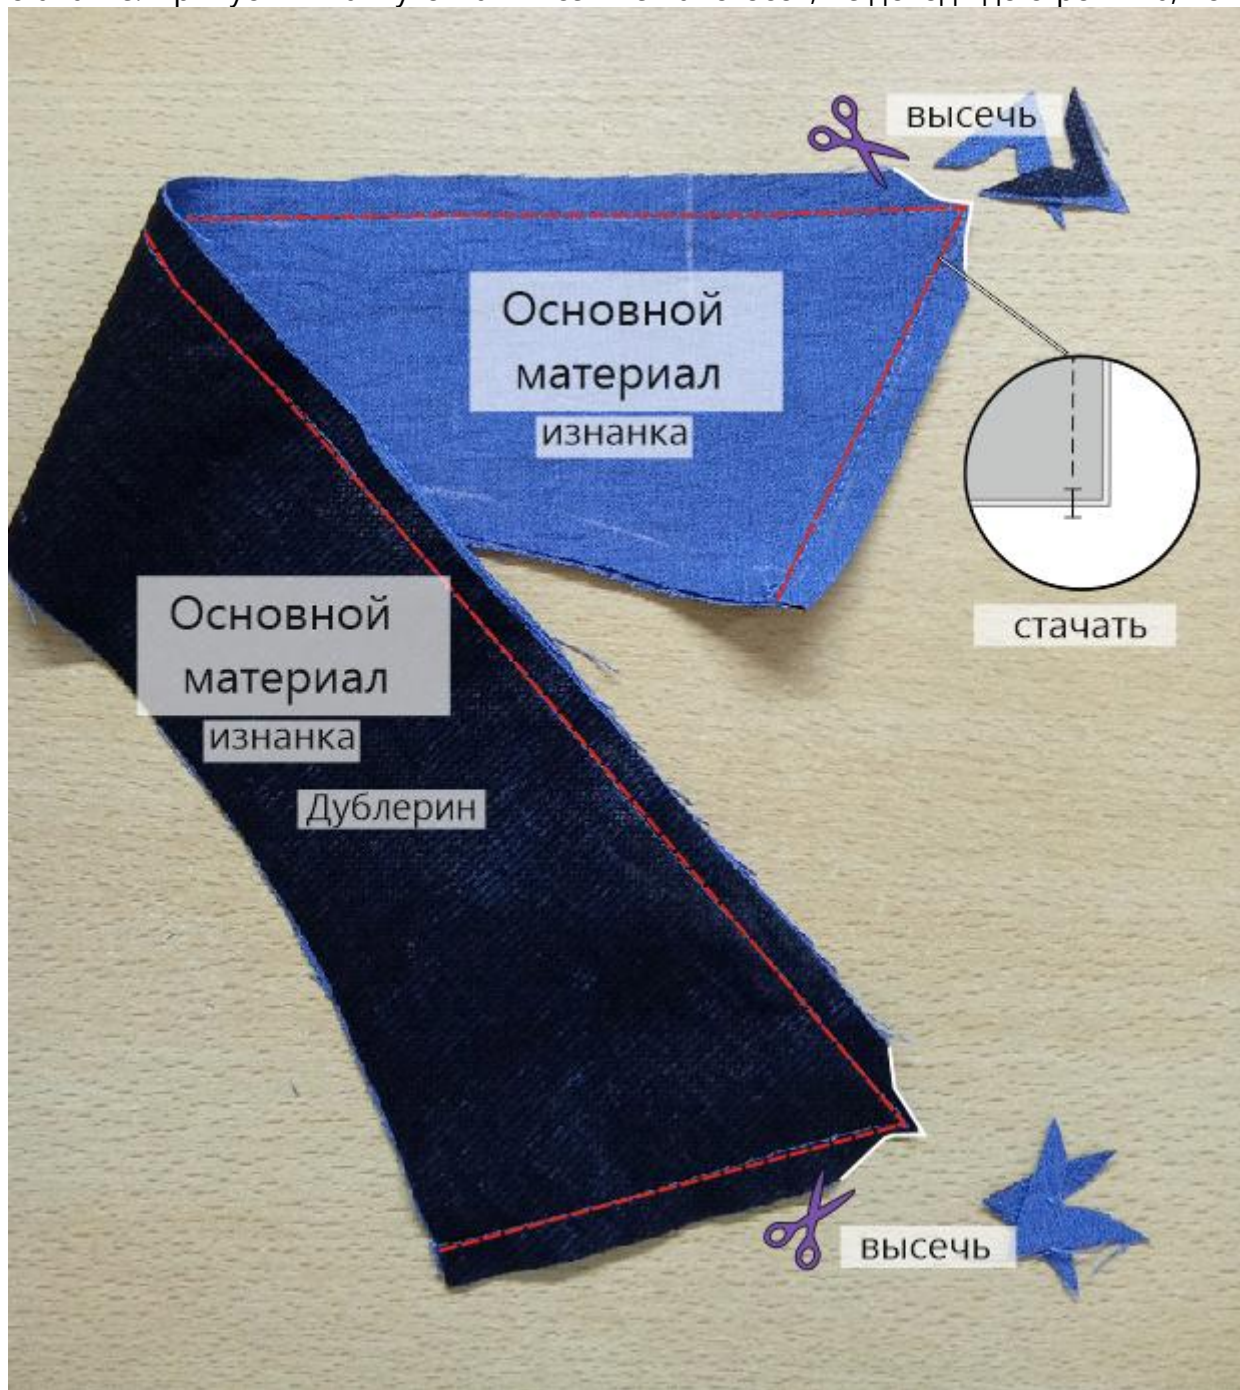 высечь
Основной
материал
изнанка
стачать
Основной
материал
изнанка
Дублерин
высечь